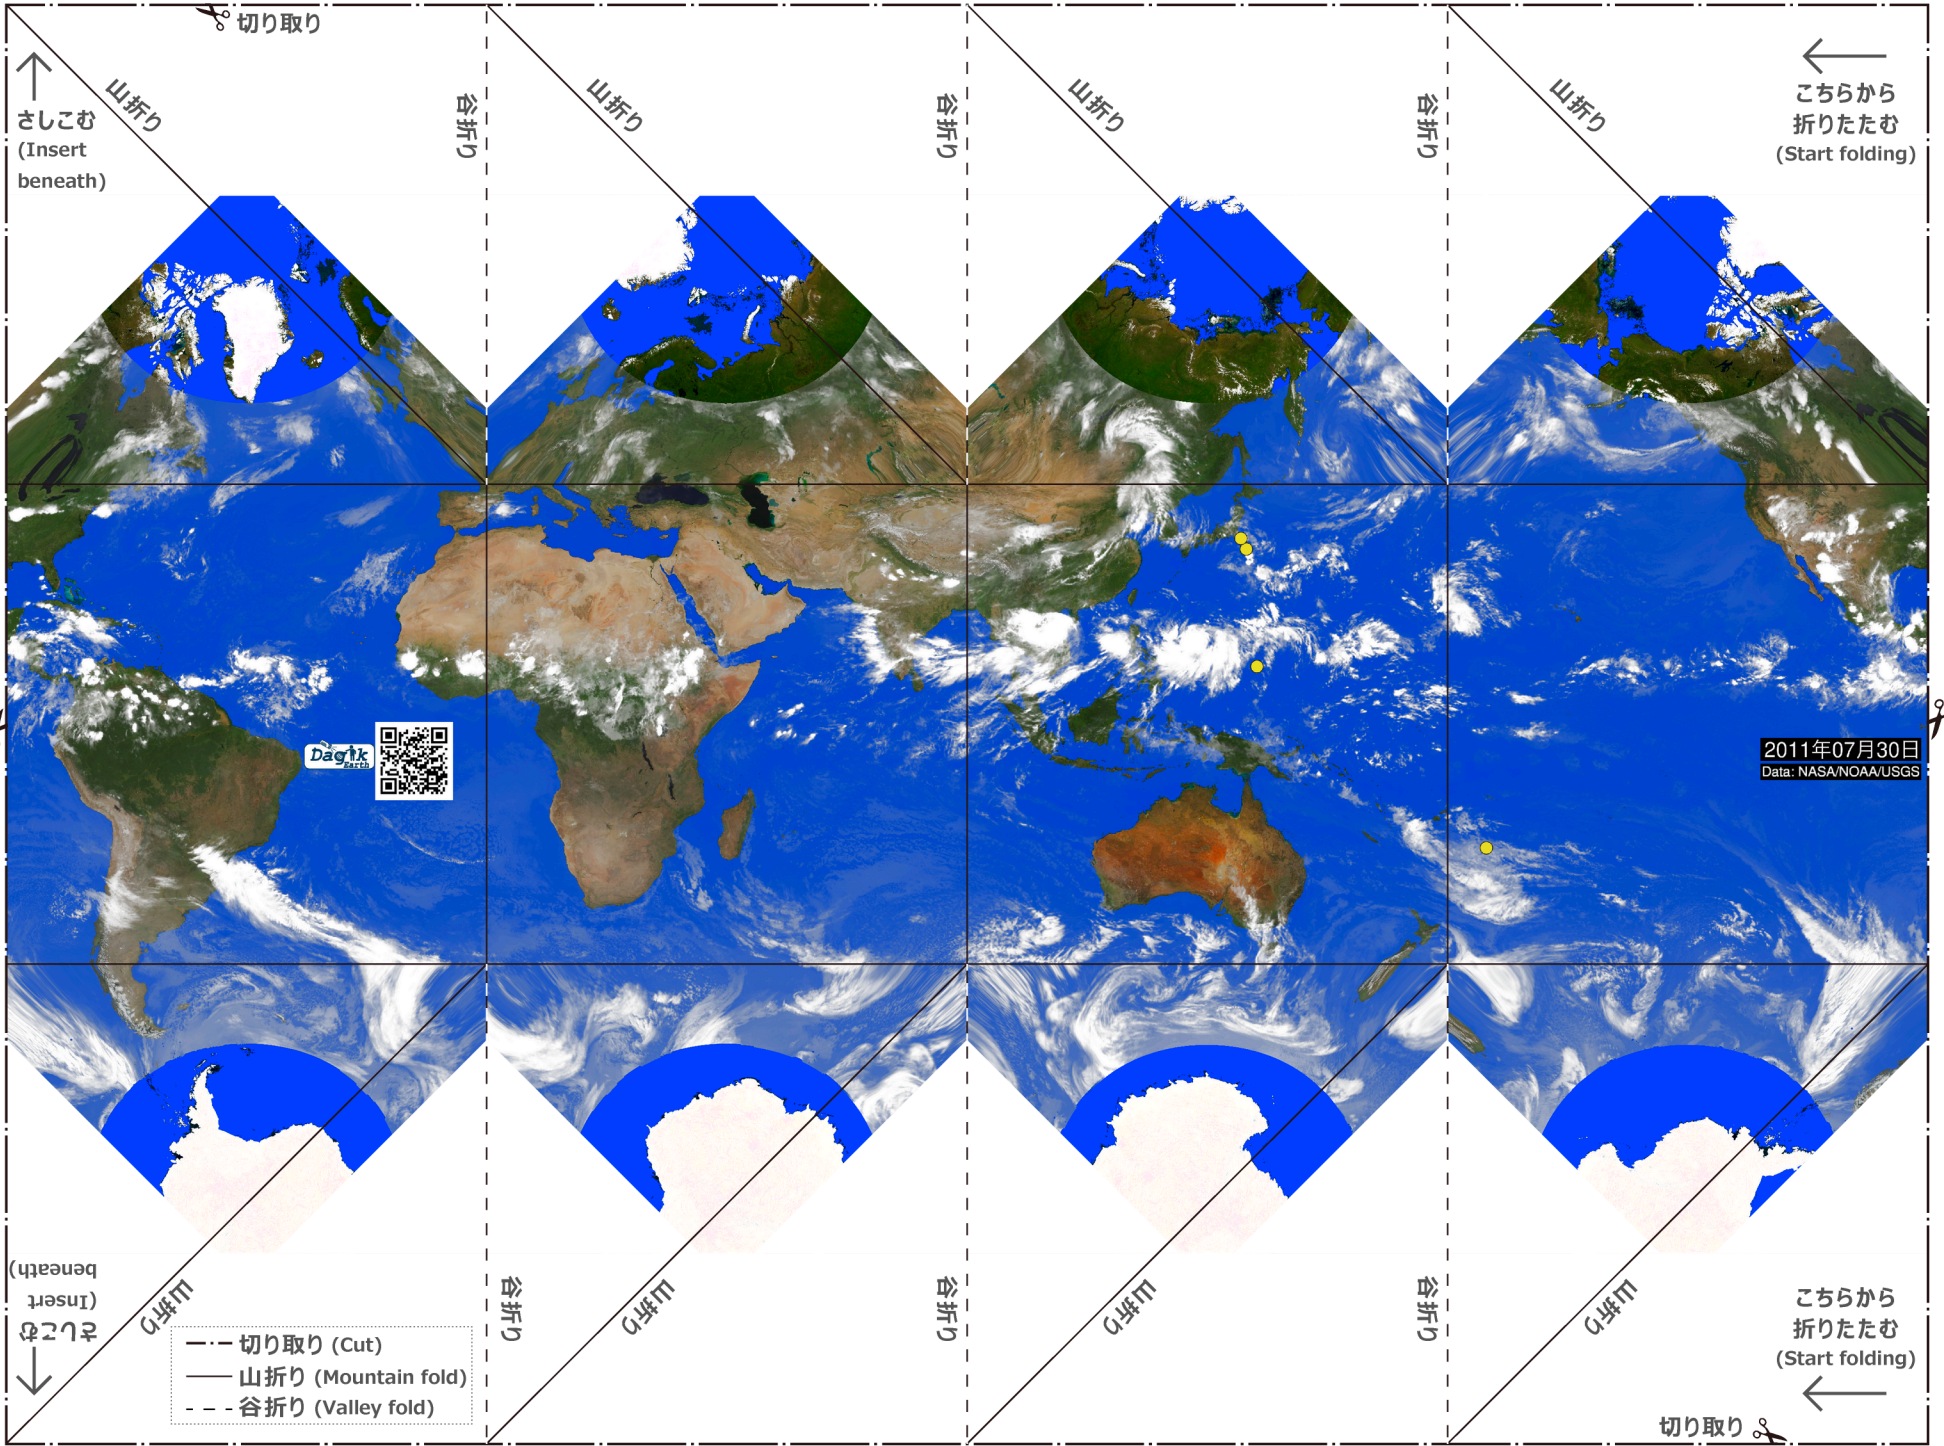 切り取り
山折り
谷折り
山折り
谷折り
山折り
谷折り
山折り
さしこむ
(Insert
beneath)
こちらから
折りたたむ
(Start folding)
Dagik
Earth
2011年07月30日
Data: NASA/NOAA/USGS
さしこむ
(Insert
beneath)
山折り
谷折り
山折り
谷折り
山折り
谷折り
山折り
こちらから
折りたたむ
(Start folding)
切り取り (Cut)
山折り (Mountain fold)
谷折り (Valley fold)
切り取り